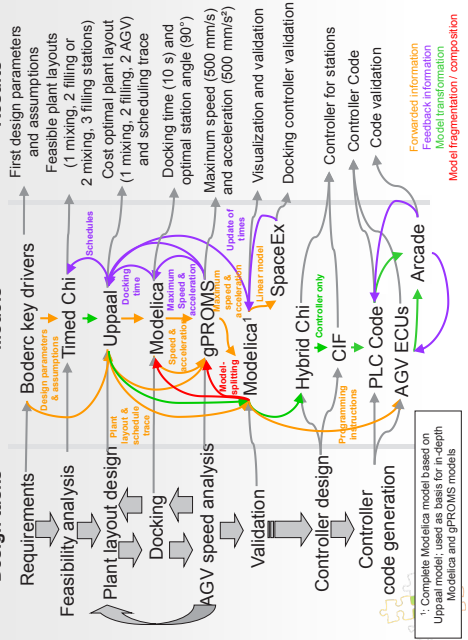 Requirements
Feasibility analysis
Plant layout design
Docking
AGV speed analysis
Validation
Controller design
Controller
code generation
Boderc key drivers
Design parameters
& assumptions
Timed Chi
Schedules
Uppaal
Plant
layout &
schedule
trace
Docking
time
Modelica
Speed &
acceleration
Maximum
Speed &
acceleration
gPROMS
Model-
splitting
Maximum
speed &
acceleration
Update of
times
Modelica¹
Linear model
SpaceEx
Hybrid Chi
Controller only
CIF
Programming
Instructions
PLC Code
AGV ECUs
Arcade
First design parameters
and assumptions
Feasible plant layouts
(1 mixing, 2 filling or
2 mixing, 3 filling stations)
Cost optimal plant layout
(1 mixing, 2 filling, 2 AGV)
and scheduling trace
Docking time (10 s) and
optimal station angle (90°)
Maximum speed (500 mm/s)
and acceleration (500 mm/s²)
Visualization and validation
Docking controller validation
Controller for stations
Controller Code
Code validation
Forwarded information
Feedback information
Model transformation
Model fragmentation / composition
¹: Complete Modelica model based on
Uppaal model; used as basis for in-depth
Modelica and gPROMS models